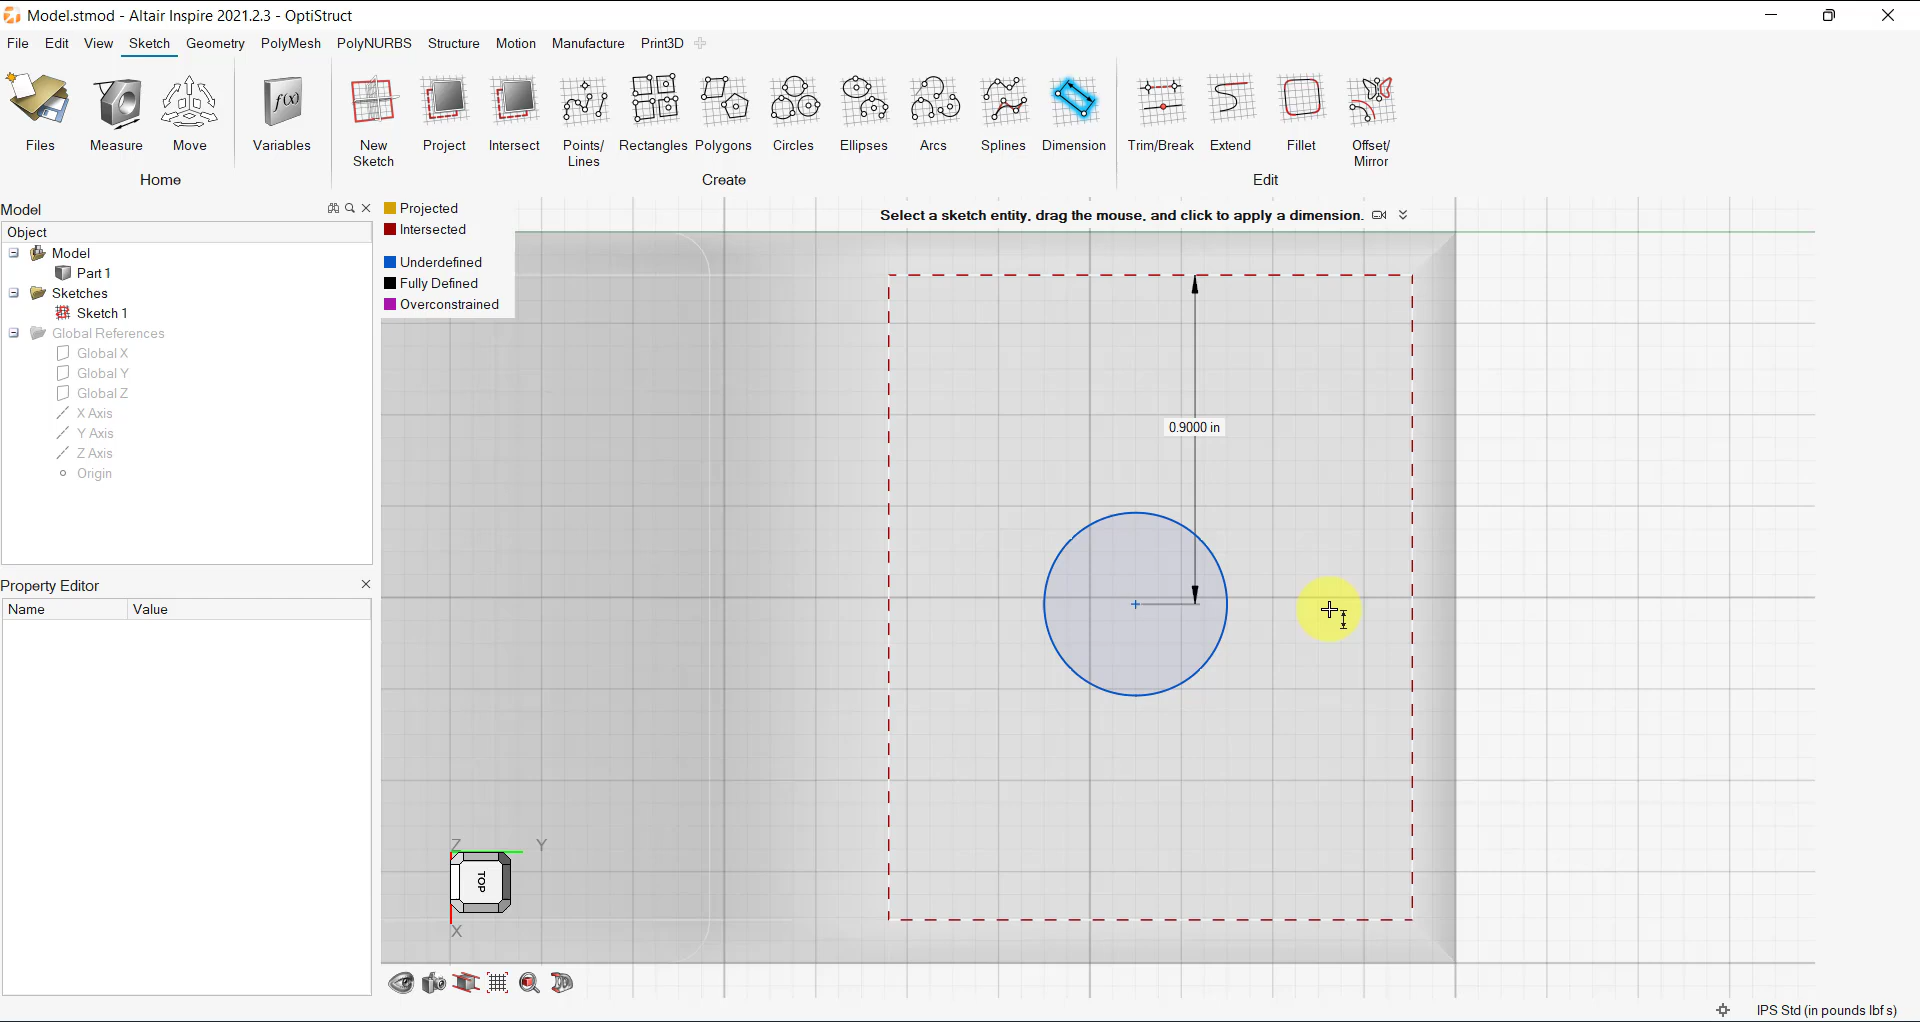 Model.stmod - Altair Inspire 2021.2.3 - OptiStruct
File Edit View Sketch Geometry PolyMesh PolyNURBS Structure Motion Manufacture Print3D
f(x)
Files Measure Move Variables New Sketch Project Intersect Points/ Lines Rectangles Polygons Circles Ellipses Arcs Splines Dimension Trim/Break Extend Fillet Offset/ Mirror
Home Create Edit
Model
Object
Model
Part 1
Sketches
Sketch 1
Global References
Global X
Global Y
Global Z
X Axis
Y Axis
Z Axis
Origin
Property Editor
Name Value
Projected
Intersected
Underdefined
Fully Defined
Overconstrained
Select a sketch entity, drag the mouse, and click to apply a dimension.
0.9000 in
Z Y
TOP
X
IPS Std (in pounds lbf s)